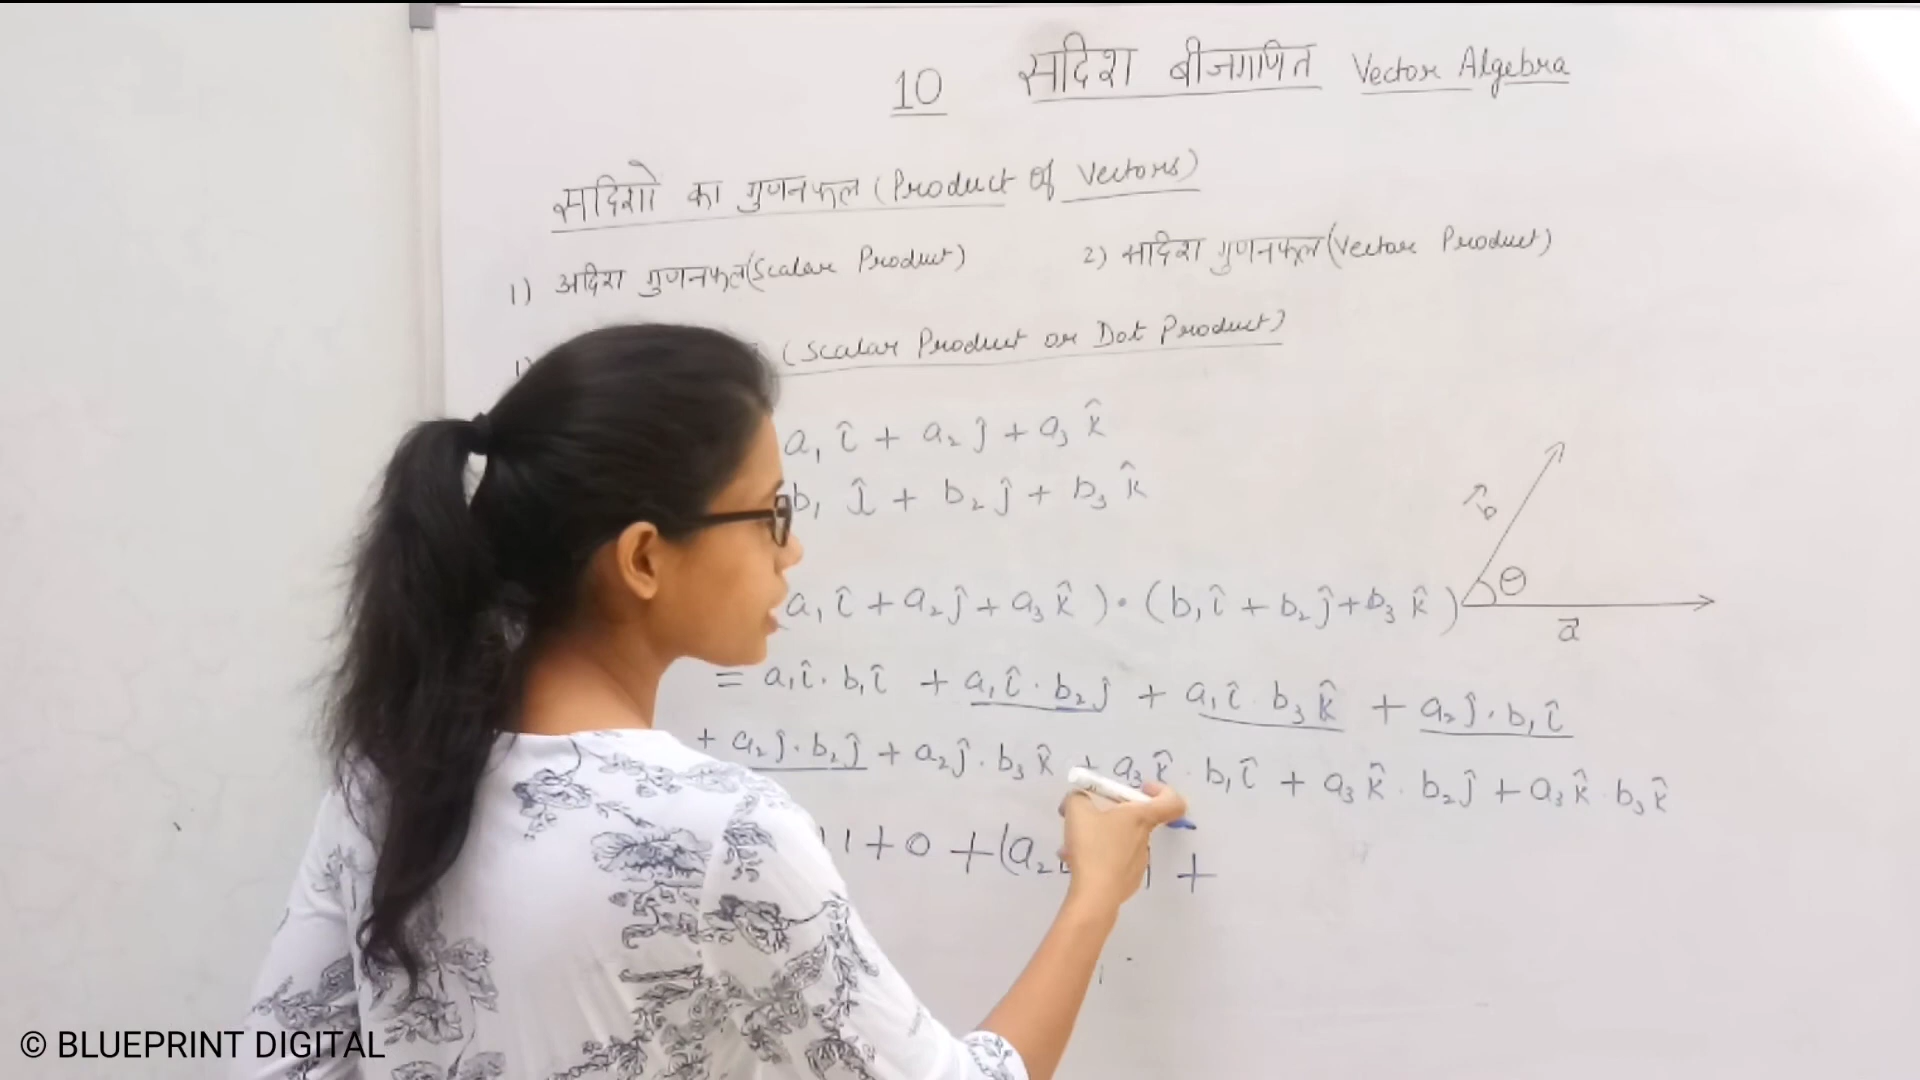 10 सदिश बीजगणित Vector Algebra
सदिशो का गुणनफल (Product of Vectors)
1) अदिश गुणनफल (Scalar Product) 2) सदिश गुणनफल (Vector Product)
1) (Scalar Product or Dot Product)
a₁ î + a₂ ĵ + a₃ k̂
b₁ î + b₂ ĵ + b₃ k̂
b⃗
θ
a₁ î + a₂ ĵ + a₃ k̂ ) • ( b₁ î + b₂ ĵ + b₃ k̂ )
a⃗
= a₁ î · b₁ î + a₁ î · b₂ ĵ + a₁ î · b₃ k̂ + a₂ ĵ · b₁ î
+ a₂ ĵ · b₂ ĵ + a₂ ĵ · b₃ k̂ + a₃ k̂ · b₁ î + a₃ k̂ · b₂ ĵ + a₃ k̂ · b₃ k̂
1 + 0 + (a₂ +
© BLUEPRINT DIGITAL